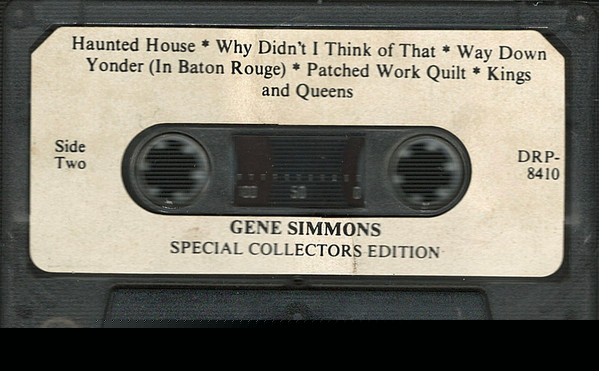 Haunted House * Why Didn't I Think of That * Way Down
Yonder (In Baton Rouge) * Patched Work Quilt * Kings
and Queens
Side
Two
DRP-
8410
100 50 0
GENE SIMMONS
SPECIAL COLLECTORS EDITION